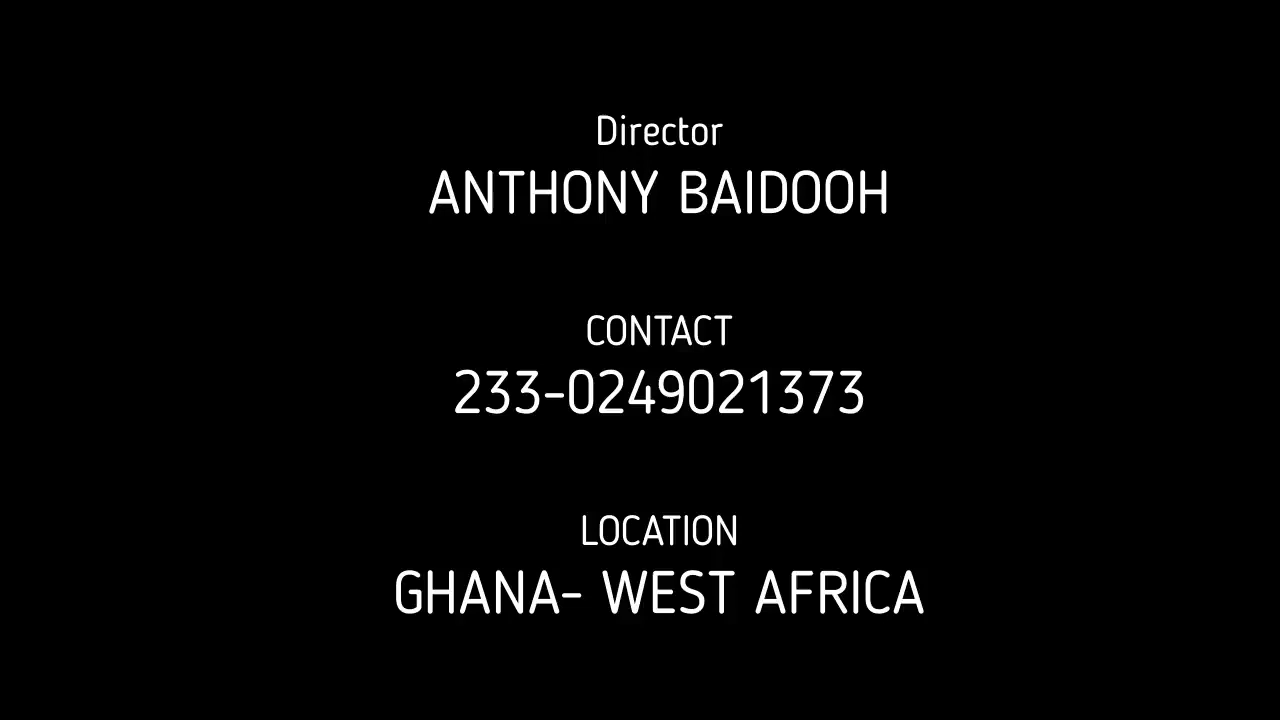 Director
ANTHONY BAIDOOH
CONTACT
233-0249021373
LOCATION
GHANA- WEST AFRICA